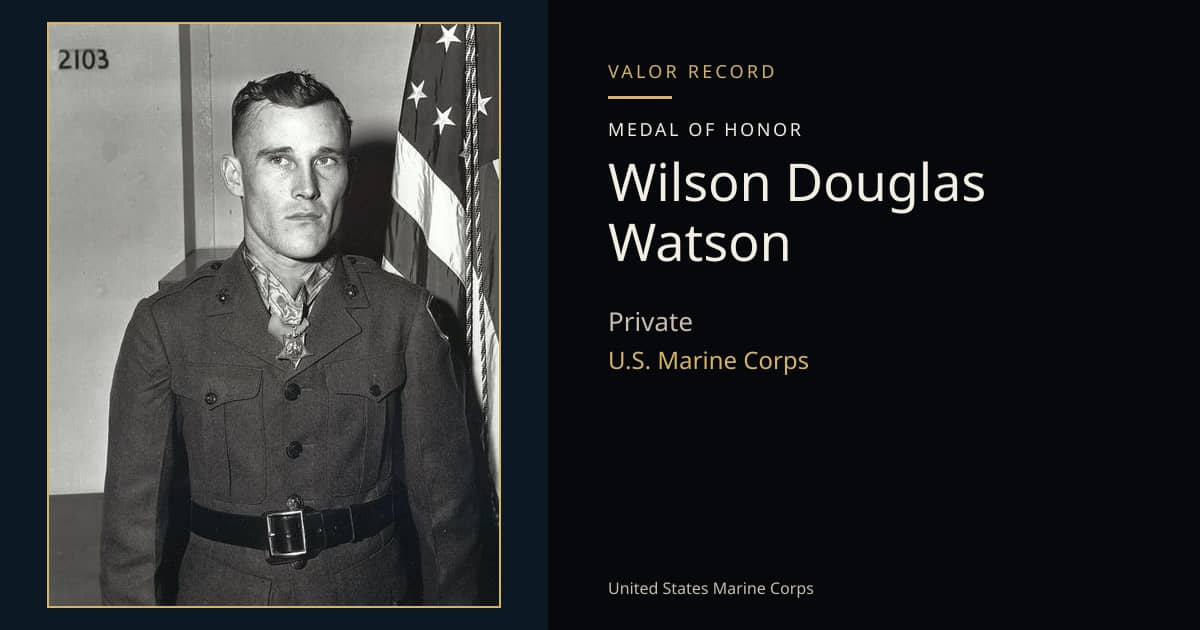 2103
VALOR RECORD
MEDAL OF HONOR
Wilson Douglas
Watson
Private
U.S. Marine Corps
United States Marine Corps